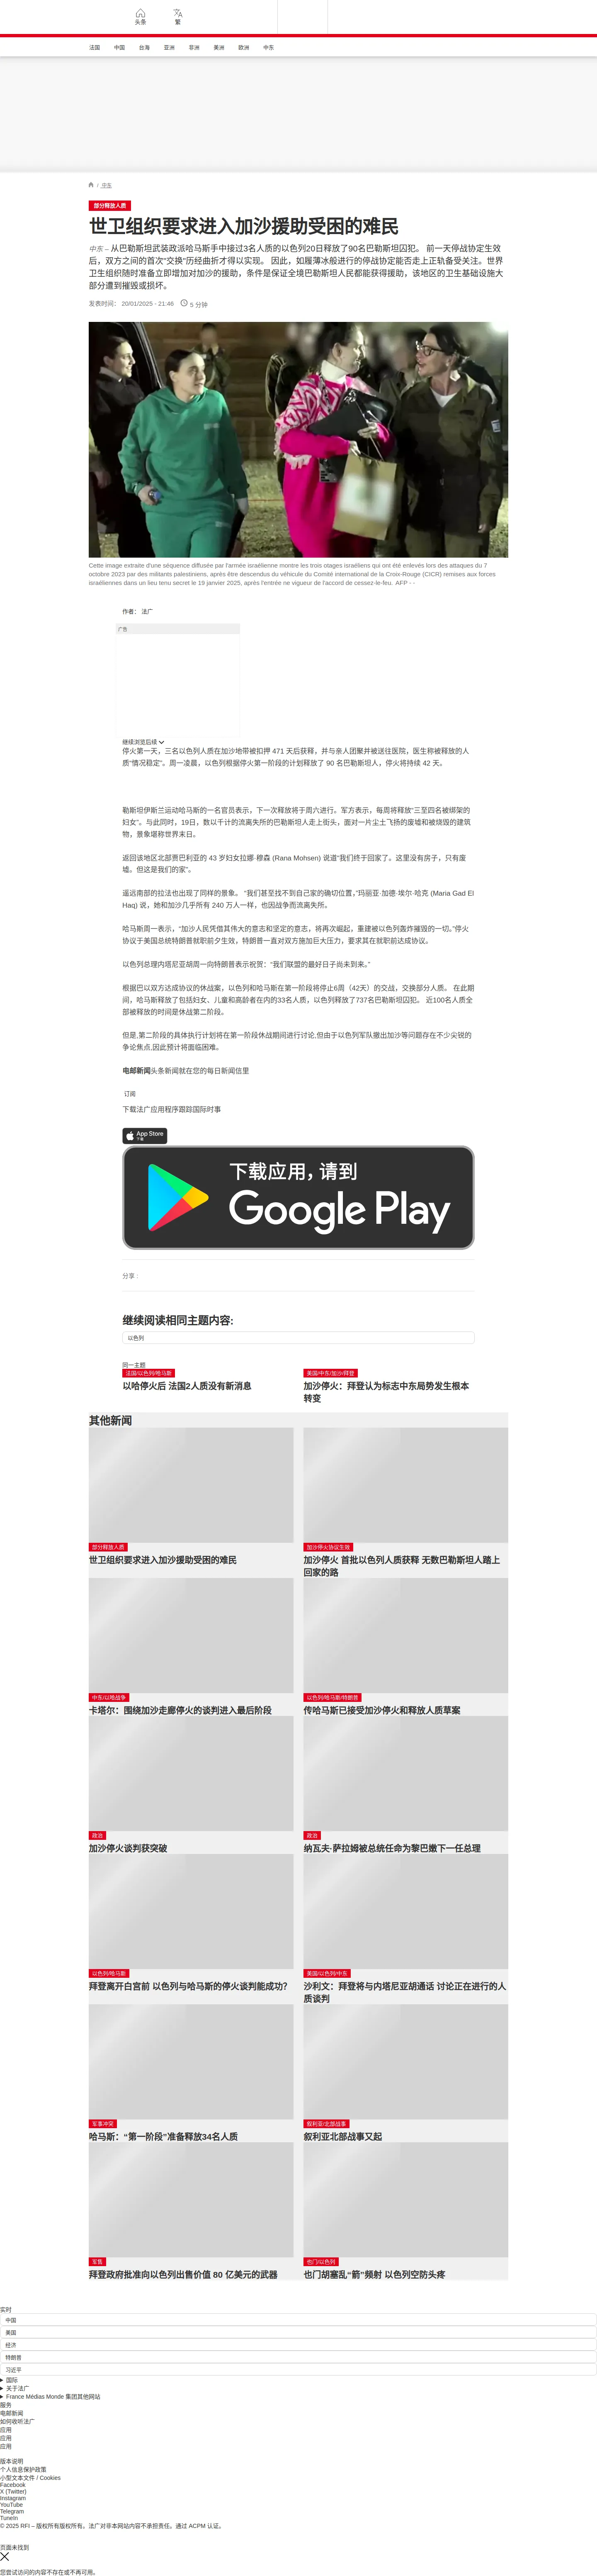 头条
繁
法国
中国
台海
亚洲
非洲
美洲
欧洲
中东
/ 中东
部分释放人质
世卫组织要求进入加沙援助受困的难民
中东 – 从巴勒斯坦武装政派哈马斯手中接过3名人质的以色列20日释放了90名巴勒斯坦囚犯。 前一天停战协定生效
后，双方之间的首次"交换"历经曲折才得以实现。 因此，如履薄冰般进行的停战协定能否走上正轨备受关注。世界
卫生组织随时准备立即增加对加沙的援助，条件是保证全境巴勒斯坦人民都能获得援助，该地区的卫生基础设施大
部分遭到摧毁或损坏。
发表时间： 20/01/2025 - 21:46
5 分钟
Cette image extraite d'une séquence diffusée par l'armée israélienne montre les trois otages israéliens qui ont été enlevés lors des attaques du 7
octobre 2023 par des militants palestiniens, après être descendus du véhicule du Comité international de la Croix-Rouge (CICR) remises aux forces
israéliennes dans un lieu tenu secret le 19 janvier 2025, après l'entrée ne vigueur de l'accord de cessez-le-feu. AFP - -
作者： 法广
广告
继续浏览后续
停火第一天，三名以色列人质在加沙地带被扣押 471 天后获释，并与亲人团聚并被送往医院，医生称被释放的人
质"情况稳定"。周一凌晨，以色列根据停火第一阶段的计划释放了 90 名巴勒斯坦人，停火将持续 42 天。
勒斯坦伊斯兰运动哈马斯的一名官员表示，下一次释放将于周六进行。军方表示，每周将释放"三至四名被绑架的
妇女"。与此同时，19日，数以千计的流离失所的巴勒斯坦人走上街头，面对一片尘土飞扬的废墟和被烧毁的建筑
物，景象堪称世界末日。
返回该地区北部贾巴利亚的 43 岁妇女拉娜·穆森 (Rana Mohsen) 说道"我们终于回家了。这里没有房子，只有废
墟。但这是我们的家"。
遥远南部的拉法也出现了同样的景象。 "我们甚至找不到自己家的确切位置，"玛丽亚·加德·埃尔·哈克 (Maria Gad El
Haq) 说，她和加沙几乎所有 240 万人一样，也因战争而流离失所。
哈马斯周一表示，"加沙人民凭借其伟大的意志和坚定的意志，将再次崛起，重建被以色列轰炸摧毁的一切。"停火
协议于美国总统特朗普就职前夕生效，特朗普一直对双方施加巨大压力，要求其在就职前达成协议。
以色列总理内塔尼亚胡周一向特朗普表示祝贺："我们联盟的最好日子尚未到来。"
根据巴以双方达成协议的休战案，以色列和哈马斯在第一阶段将停止6周（42天）的交战，交换部分人质。 在此期
间，哈马斯释放了包括妇女、儿童和高龄者在内的33名人质，以色列释放了737名巴勒斯坦囚犯。 近100名人质全
部被释放的时间是休战第二阶段。
但是,第二阶段的具体执行计划将在第一阶段休战期间进行讨论,但由于以色列军队撤出加沙等问题存在不少尖锐的
争论焦点,因此预计将面临困难。
电邮新闻头条新闻就在您的每日新闻信里
订阅
下载法广应用程序跟踪国际时事
App Store
下载
下载应用，请到
Google Play
分享 :
继续阅读相同主题内容:
以色列
同一主题
法国/以色列/哈马斯
以哈停火后 法国2人质没有新消息
美国/中东/加沙/拜登
加沙停火：拜登认为标志中东局势发生根本
转变
其他新闻
部分释放人质
世卫组织要求进入加沙援助受困的难民
加沙停火协议生效
加沙停火 首批以色列人质获释 无数巴勒斯坦人踏上
回家的路
中东/以哈战争
卡塔尔：围绕加沙走廊停火的谈判进入最后阶段
以色列/哈马斯/特朗普
传哈马斯已接受加沙停火和释放人质草案
政治
加沙停火谈判获突破
政治
纳瓦夫·萨拉姆被总统任命为黎巴嫩下一任总理
以色列/哈马斯
拜登离开白宫前 以色列与哈马斯的停火谈判能成功?
美国/以色列/中东
沙利文：拜登将与内塔尼亚胡通话 讨论正在进行的人
质谈判
军事冲突
哈马斯："第一阶段"准备释放34名人质
叙利亚/北部战事
叙利亚北部战事又起
军售
拜登政府批准向以色列出售价值 80 亿美元的武器
也门/以色列
也门胡塞乱"箭"频射 以色列空防头疼
实时
中国
美国
经济
特朗普
习近平
国际
关于法广
France Médias Monde 集团其他网站
服务
电邮新闻
如何收听法广
应用
应用
应用
版本说明
个人信息保护政策
小型文本文件 / Cookies
Facebook
X (Twitter)
Instagram
YouTube
Telegram
TuneIn
© 2025 RFI – 版权所有版权所有。法广对非本网站内容不承担责任。通过 ACPM 认证。
页面未找到
您尝试访问的内容不存在或不再可用。